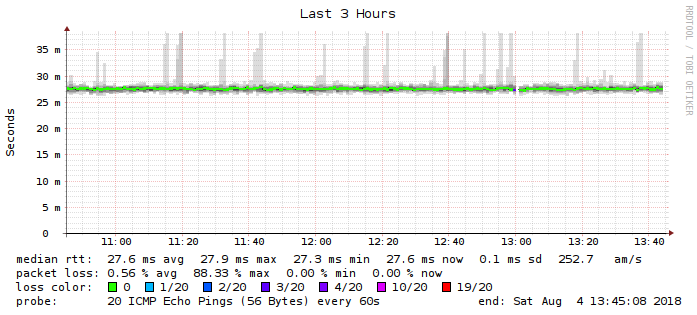 Last 3 Hours
RRDTOOL / TOBI OETIKER
Seconds
35 m
30 m
25 m
20 m
15 m
10 m
5 m
0
11:00 11:20 11:40 12:00 12:20 12:40 13:00 13:20 13:40
median rtt: 27.6 ms avg 27.9 ms max 27.3 ms min 27.6 ms now 0.1 ms sd 252.7 am/s
packet loss: 0.56 % avg 88.33 % max 0.00 % min 0.00 % now
loss color: 0 1/20 2/20 3/20 4/20 10/20 19/20
probe: 20 ICMP Echo Pings (56 Bytes) every 60s end: Sat Aug 4 13:45:08 2018